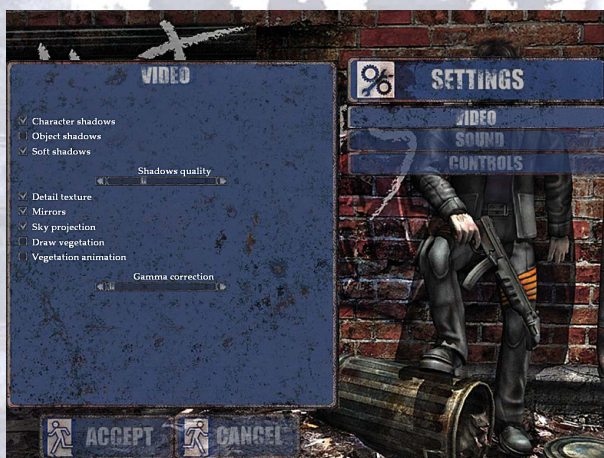 VIDEO
Character shadows
Object shadows
Soft shadows
Shadows quality
Detail texture
Mirrors
Sky projection
Draw vegetation
Vegetation animation
Gamma correction
ACCEPT
CANCEL
SETTINGS
VIDEO
SOUND
CONTROLS